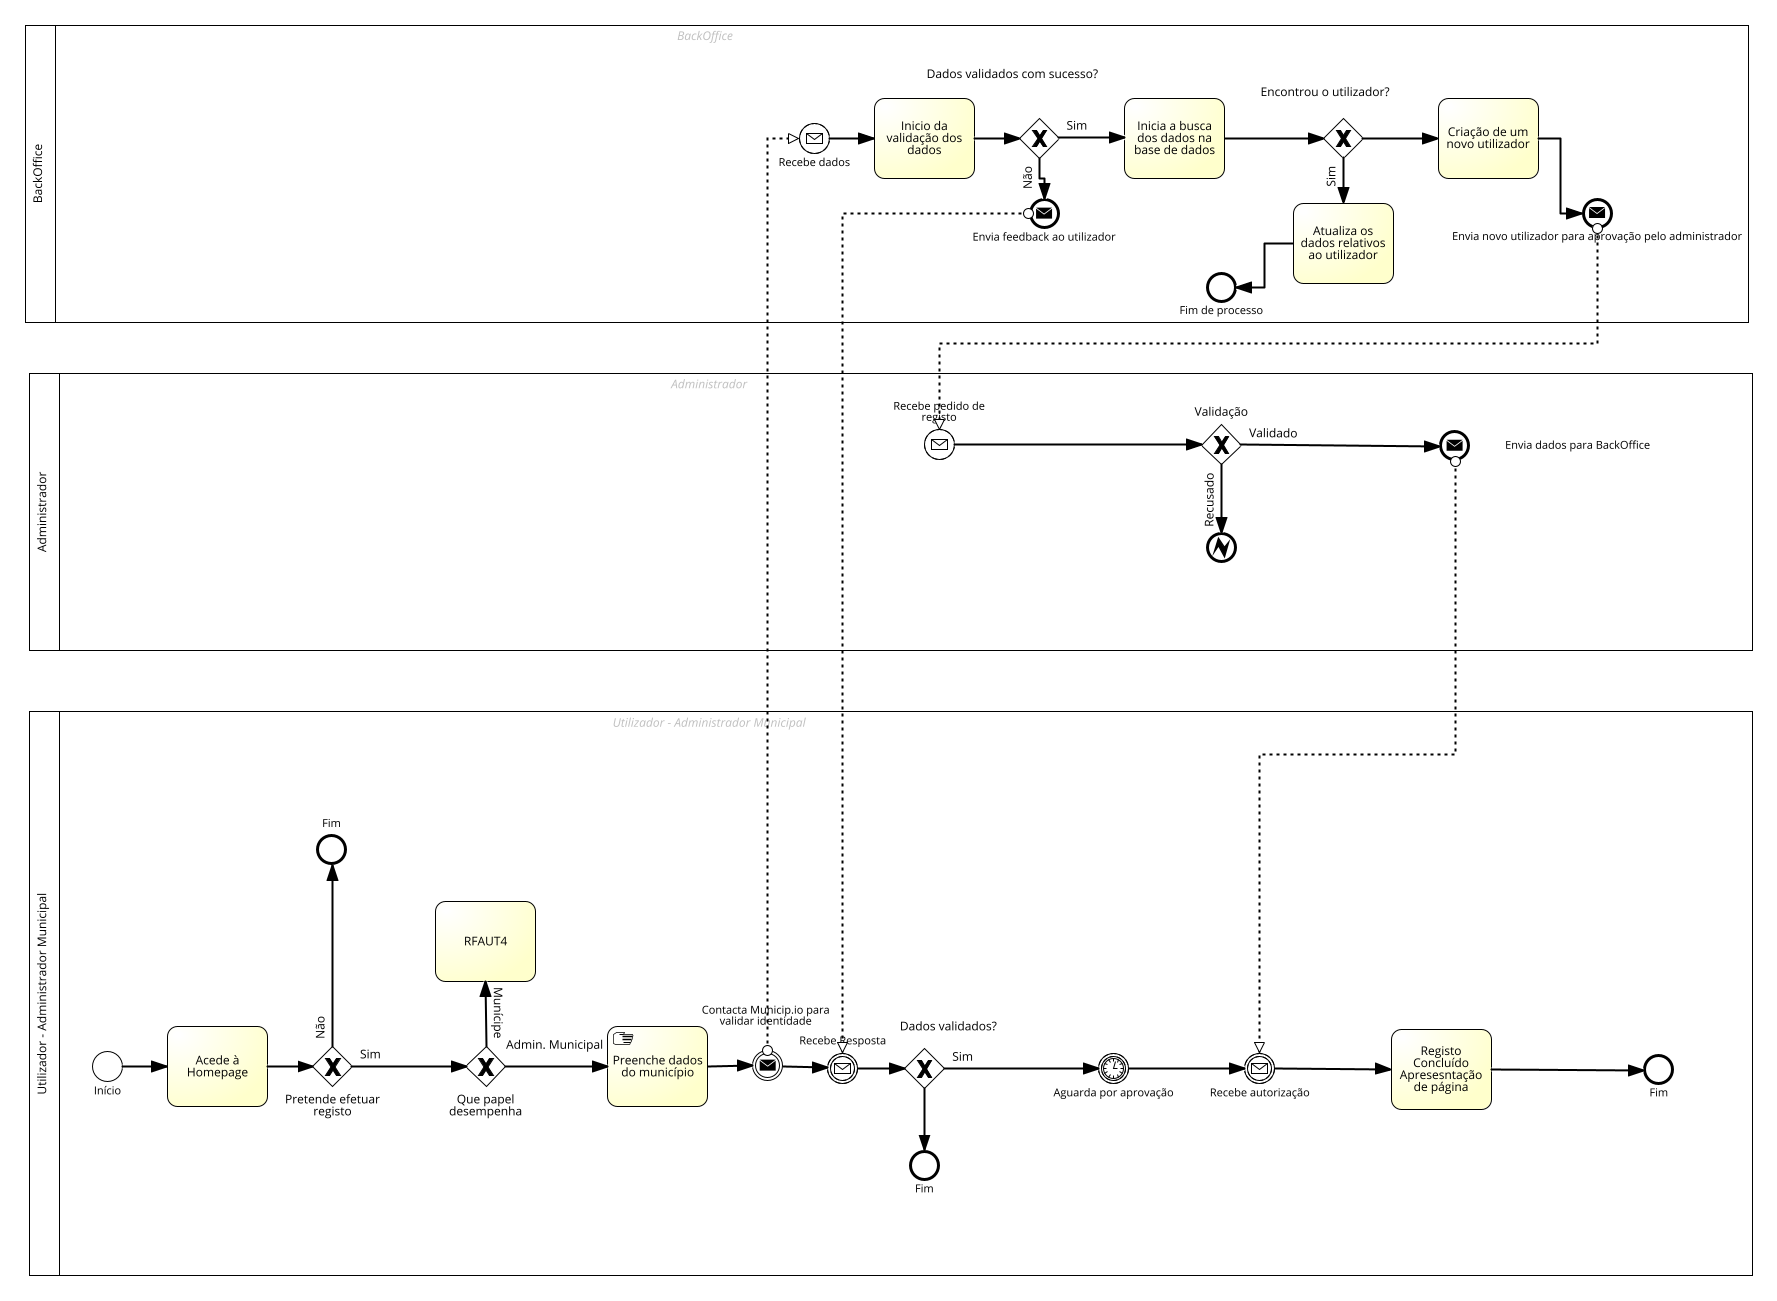 BackOffice
BackOffice
Dados validados com sucesso?
Encontrou o utilizador?
Inicio da
validação dos
dados
Sim
Inicia a busca
dos dados na
base de dados
Criação de um
novo utilizador
Recebe dados
Não
Sim
Envia feedback ao utilizador
Atualiza os
dados relativos
ao utilizador
Envia novo utilizador para aprovação pelo administrador
Fim de processo
Administrador
Administrador
Recebe pedido de
registo
Validação
Validado
Envia dados para BackOffice
Recusado
Utilizador - Administrador Municipal
Utilizador - Administrador Municipal
Fim
RFAUT4
Munícipe
Não
Início
Acede à
Homepage
Sim
Pretende efetuar
registo
Que papel
desempenha
Admin. Municipal
Preenche dados
do município
Contacta Municip.io para
validar identidade
Recebe Resposta
Dados validados?
Sim
Fim
Aguarda por aprovação
Recebe autorização
Registo
Concluído
Apresesntação
de página
Fim